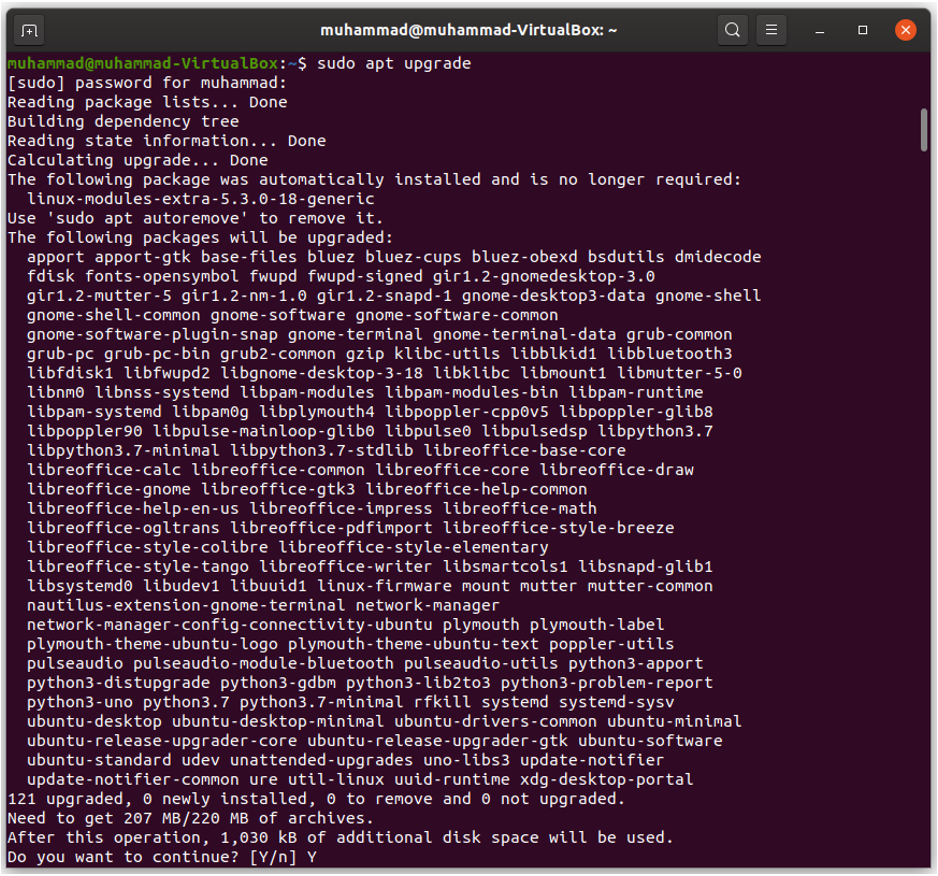 muhammad@muhammad-VirtualBox: ~
muhammad@muhammad-VirtualBox:~$ sudo apt upgrade
[sudo] password for muhammad:
Reading package lists... Done
Building dependency tree
Reading state information... Done
Calculating upgrade... Done
The following package was automatically installed and is no longer required:
  linux-modules-extra-5.3.0-18-generic
Use 'sudo apt autoremove' to remove it.
The following packages will be upgraded:
  apport apport-gtk base-files bluez bluez-cups bluez-obexd bsdutils dmidecode
  fdisk fonts-opensymbol fwupd fwupd-signed gir1.2-gnomedesktop-3.0
  gir1.2-mutter-5 gir1.2-nm-1.0 gir1.2-snapd-1 gnome-desktop3-data gnome-shell
  gnome-shell-common gnome-software gnome-software-common
  gnome-software-plugin-snap gnome-terminal gnome-terminal-data grub-common
  grub-pc grub-pc-bin grub2-common gzip klibc-utils libblkid1 libbluetooth3
  libfdisk1 libfwupd2 libgnome-desktop-3-18 libklibc libmount1 libmutter-5-0
  libnm0 libnss-systemd libpam-modules libpam-modules-bin libpam-runtime
  libpam-systemd libpam0g libplymouth4 libpoppler-cpp0v5 libpoppler-glib8
  libpoppler90 libpulse-mainloop-glib0 libpulse0 libpulsedsp libpython3.7
  libpython3.7-minimal libpython3.7-stdlib libreoffice-base-core
  libreoffice-calc libreoffice-common libreoffice-core libreoffice-draw
  libreoffice-gnome libreoffice-gtk3 libreoffice-help-common
  libreoffice-help-en-us libreoffice-impress libreoffice-math
  libreoffice-ogltrans libreoffice-pdfimport libreoffice-style-breeze
  libreoffice-style-colibre libreoffice-style-elementary
  libreoffice-style-tango libreoffice-writer libsmartcols1 libsnapd-glib1
  libsystemd0 libudev1 libuuid1 linux-firmware mount mutter mutter-common
  nautilus-extension-gnome-terminal network-manager
  network-manager-config-connectivity-ubuntu plymouth plymouth-label
  plymouth-theme-ubuntu-logo plymouth-theme-ubuntu-text poppler-utils
  pulseaudio pulseaudio-module-bluetooth pulseaudio-utils python3-apport
  python3-distupgrade python3-gdbm python3-lib2to3 python3-problem-report
  python3-uno python3.7 python3.7-minimal rfkill systemd systemd-sysv
  ubuntu-desktop ubuntu-desktop-minimal ubuntu-drivers-common ubuntu-minimal
  ubuntu-release-upgrader-core ubuntu-release-upgrader-gtk ubuntu-software
  ubuntu-standard udev unattended-upgrades uno-libs3 update-notifier
  update-notifier-common ure util-linux uuid-runtime xdg-desktop-portal
121 upgraded, 0 newly installed, 0 to remove and 0 not upgraded.
Need to get 207 MB/220 MB of archives.
After this operation, 1,030 kB of additional disk space will be used.
Do you want to continue? [Y/n] Y